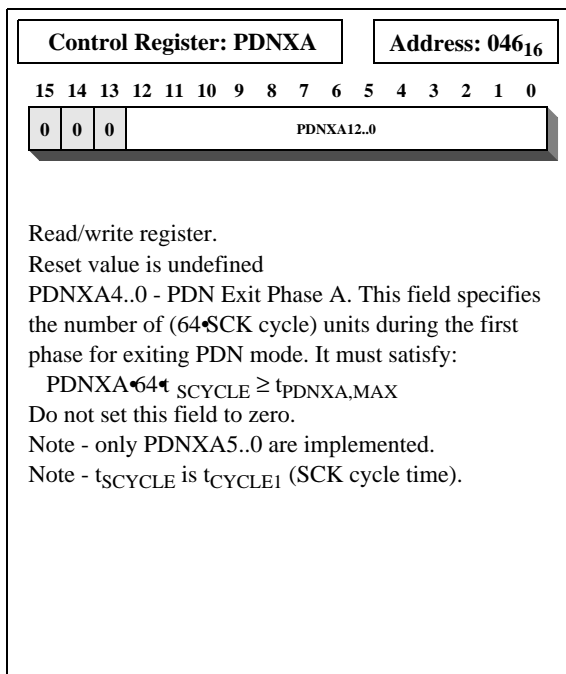 Control Register: PDNXA
Address: 046₁₆
15 14 13 12 11 10 9 8 7 6 5 4 3 2 1 0
0 0 0 PDNXA12..0
Read/write register.
Reset value is undefined
PDNXA4..0 - PDN Exit Phase A. This field specifies
the number of (64•SCK cycle) units during the first
phase for exiting PDN mode. It must satisfy:
PDNXA•64•t SCYCLE ≥ tPDNXA,MAX
Do not set this field to zero.
Note - only PDNXA5..0 are implemented.
Note - tSCYCLE is tCYCLE1 (SCK cycle time).